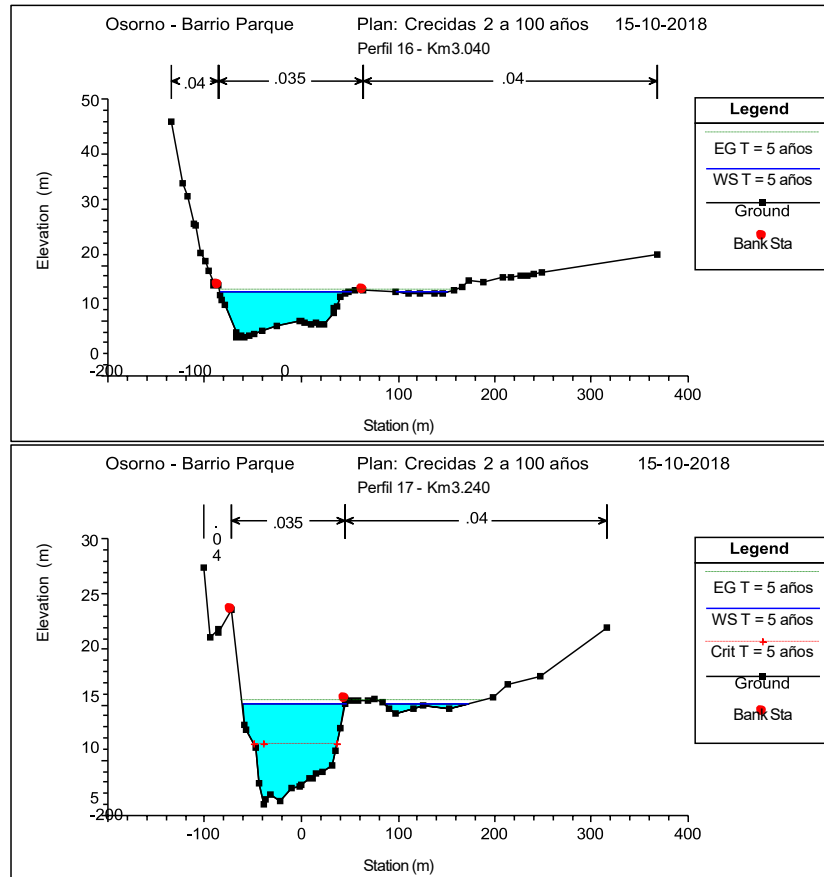 Osorno - Barrio Parque Plan: Crecidas 2 a 100 años 15-10-2018
Perfil 16 - Km3.040
.04 .035 .04
50
40
30
20
10
0
Elevation (m)
-200 -100 0 100 200 300 400
Station (m)
Legend
EG T = 5 años
WS T = 5 años
Ground
Bank Sta
Osorno - Barrio Parque Plan: Crecidas 2 a 100 años 15-10-2018
Perfil 17 - Km3.240
.04 .035 .04
30
25
20
15
10
5
Elevation (m)
-200 -100 0 100 200 300 400
Station (m)
Legend
EG T = 5 años
WS T = 5 años
Crit T = 5 años
Ground
Bank Sta